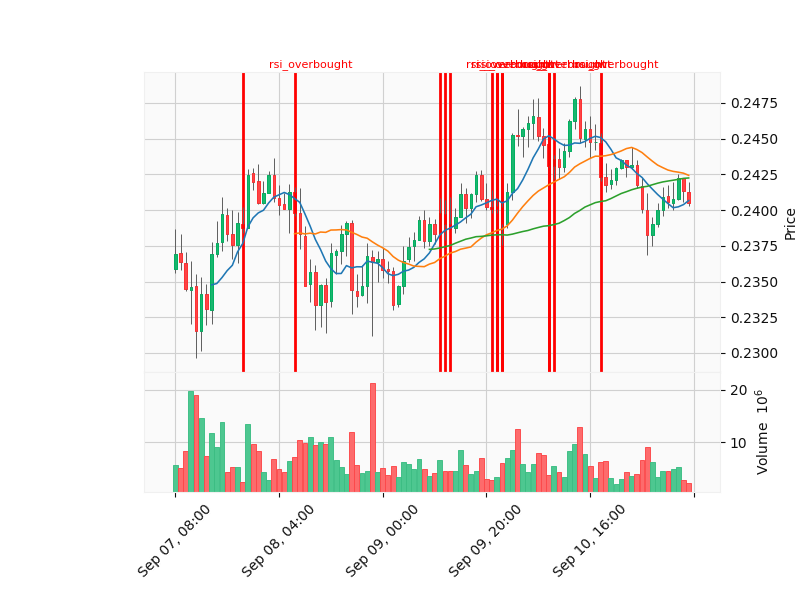 rsi_overbought
overbought
0.2475
0.2450
0.2425
0.2400
0.2375
0.2350
0.2325
0.2300
Price
20
10
Volume 10^6
Sep 07, 08:00
Sep 08, 04:00
Sep 09, 00:00
Sep 09, 20:00
Sep 10, 16:00